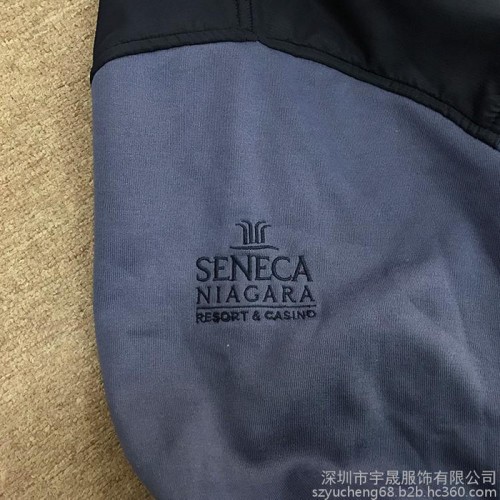 SENECA
NIAGARA
RESORT & CASINO
深圳市宇晟服饰有限公司
szyucheng68.b2b.hc360.com